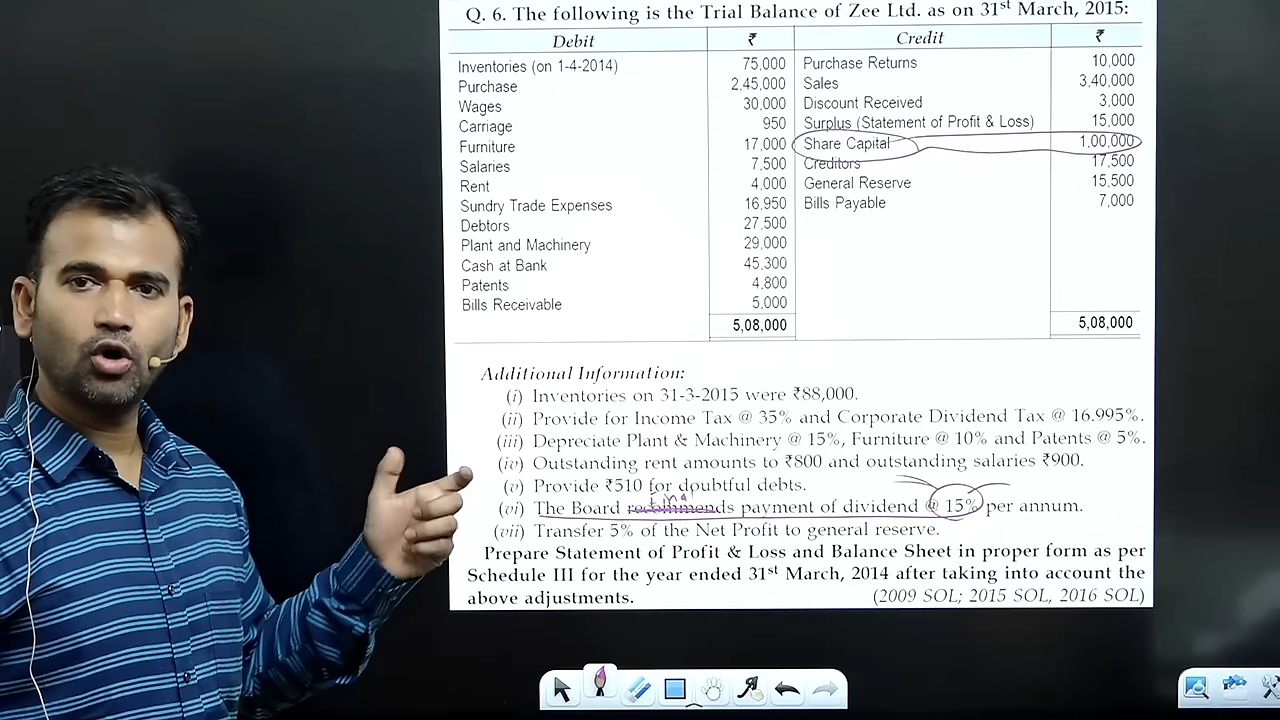 Q. 6. The following is the Trial Balance of Zee Ltd. as on 31st March, 2015:
Debit ₹ Credit ₹
Inventories (on 1-4-2014) 75,000 Purchase Returns 10,000
Purchase 2,45,000 Sales 3,40,000
Wages 30,000 Discount Received 3,000
Carriage 950 Surplus (Statement of Profit & Loss) 15,000
Furniture 17,000 Share Capital 1,00,000
Salaries 7,500 Creditors 17,500
Rent 4,000 General Reserve 15,500
Sundry Trade Expenses 16,950 Bills Payable 7,000
Debtors 27,500
Plant and Machinery 29,000
Cash at Bank 45,300
Patents 4,800
Bills Receivable 5,000
5,08,000 5,08,000
Additional Information:
(i) Inventories on 31-3-2015 were ₹88,000.
(ii) Provide for Income Tax @ 35% and Corporate Dividend Tax @ 16.995%.
(iii) Depreciate Plant & Machinery @ 15%, Furniture @ 10% and Patents @ 5%.
(iv) Outstanding rent amounts to ₹800 and outstanding salaries ₹900.
(v) Provide ₹510 for doubtful debts.
(vi) The Board recommends payment of dividend @ 15% per annum.
(vii) Transfer 5% of the Net Profit to general reserve.
Prepare Statement of Profit & Loss and Balance Sheet in proper form as per
Schedule III for the year ended 31st March, 2014 after taking into account the
above adjustments. (2009 SOL; 2015 SOL, 2016 SOL)